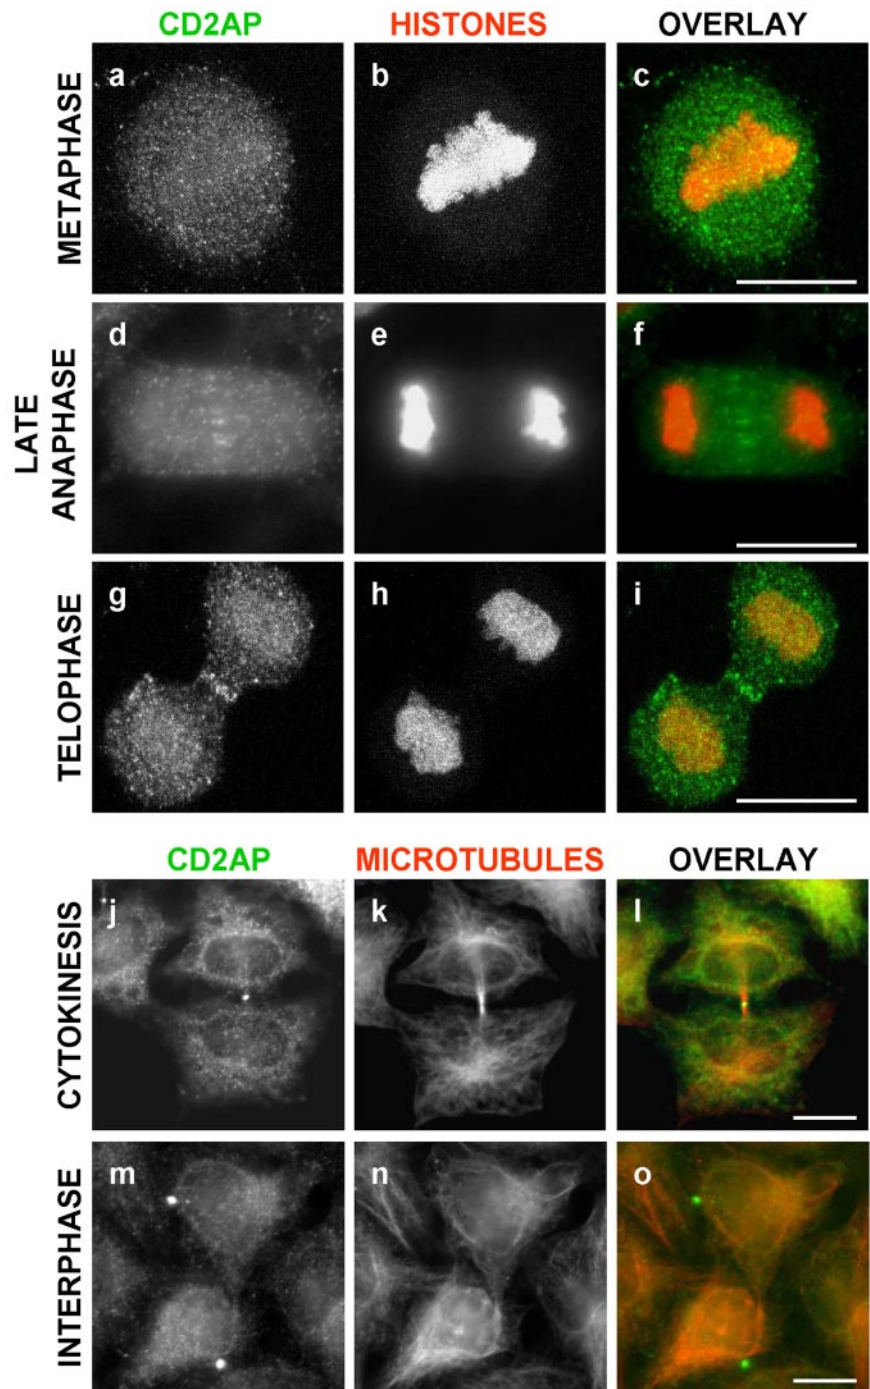 CD2AP HISTONES OVERLAY
METAPHASE
a b c
LATE
ANAPHASE
d e f
TELOPHASE
g h i
CD2AP MICROTUBULES OVERLAY
CYTOKINESIS
j k l
INTERPHASE
m n o